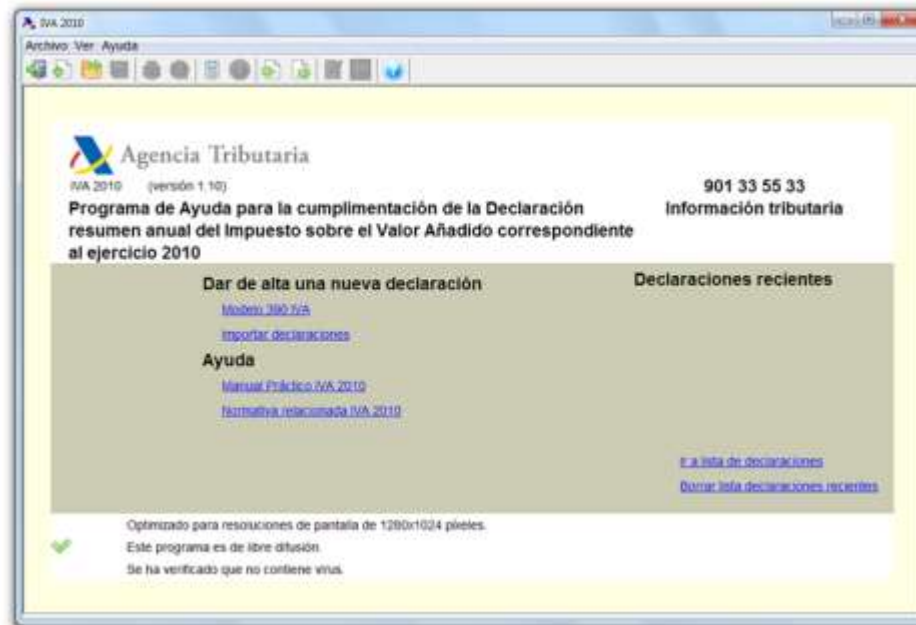 IVA 2010
Archivo Ver Ayuda
Agencia Tributaria
IVA 2010 (versión 1.10)
901 33 55 33
Programa de Ayuda para la cumplimentación de la Declaración
Información tributaria
resumen anual del Impuesto sobre el Valor Añadido correspondiente
al ejercicio 2010
Dar de alta una nueva declaración
Declaraciones recientes
Modelo 390 IVA
Importar declaraciones
Ayuda
Manual Práctico IVA 2010
Normativa relacionada IVA 2010
Ir a lista de declaraciones
Borrar lista declaraciones recientes
Optimizado para resoluciones de pantalla de 1280x1024 píxeles.
Este programa es de libre difusión.
Se ha verificado que no contiene virus.